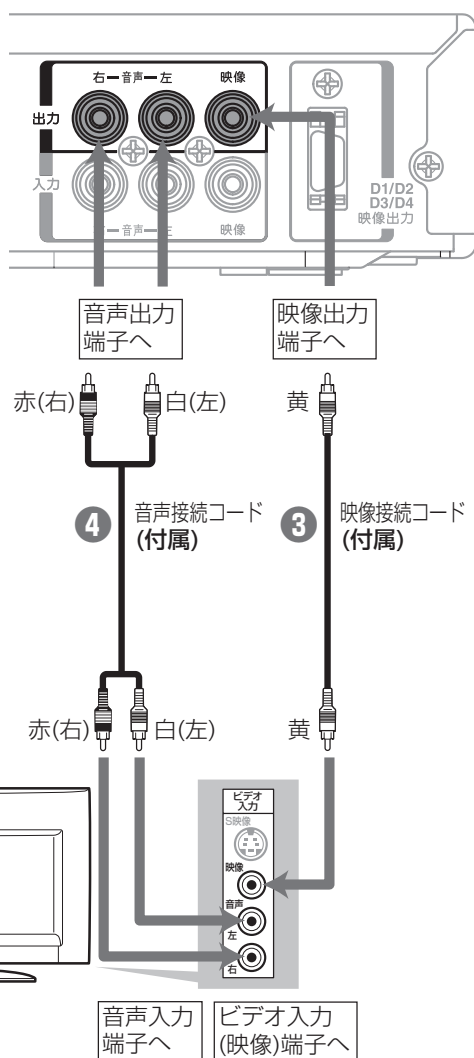 右 音声 左 映像
出力
入力
右 音声 左 映像
D1/D2
D3/D4
映像出力
音声出力
端子へ
映像出力
端子へ
赤(右)
白(左)
黄
4 音声接続コード
(付属)
3 映像接続コード
(付属)
赤(右)
白(左)
黄
ビデオ
入力
S映像
映像
音声
左
右
音声入力
端子へ
ビデオ入力
(映像)端子へ